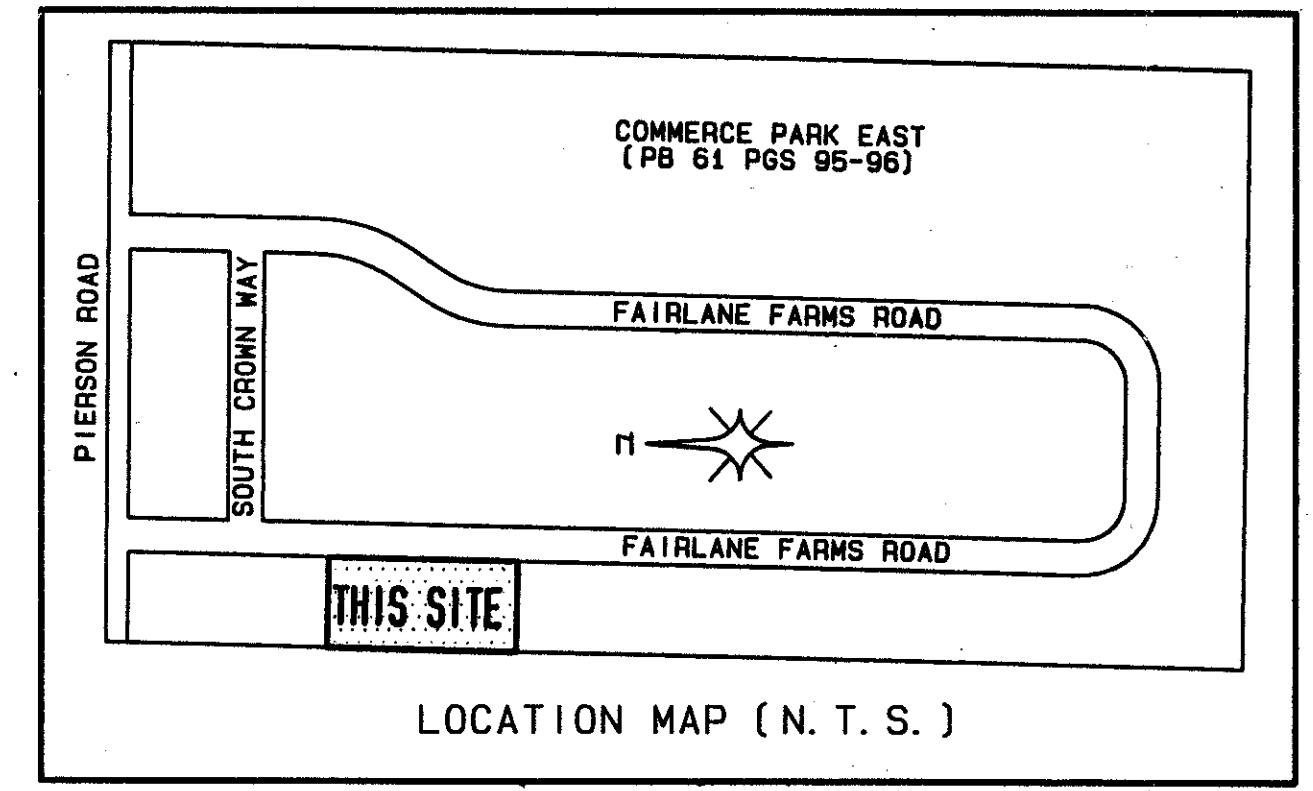 COMMERCE PARK EAST
(PB 61 PGS 95-96)
PIERSON ROAD
SOUTH CROWN WAY
FAIRLANE FARMS ROAD
N
FAIRLANE FARMS ROAD
THIS SITE
LOCATION MAP (N. T. S. )